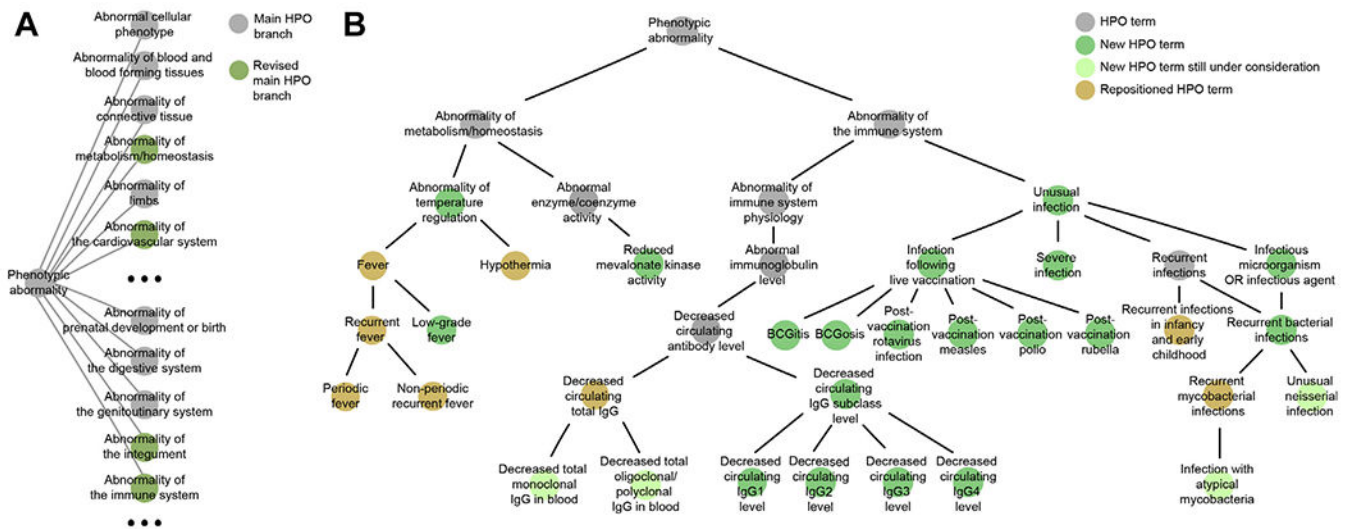 A
Abnormal cellular
phenotype
Abnormality of blood and
blood forming tissues
Abnormality of
connective tissue
Abnormality of
metabolism/homeostasis
Abnormality of
limbs
Abnormality of
the cardiovascular system
Phenotypic
abormality
Abnormality of
prenatal development or birth
Abnormality of
the digestive system
Abnormality of
the genitoutinary system
Abnormality of
the integument
Abnormality of
the immune system
Main HPO
branch
Revised
main HPO
branch
B
HPO term
New HPO term
New HPO term still under consideration
Repositioned HPO term
Phenotypic
abnormality
Abnormality of
metabolism/homeostasis
Abnormality of
the immune system
Abnormality of
temperature
regulation
Abnormal
enzyme/coenzyme
activity
Abnormality of
immune system
physiology
Unusual
infection
Fever
Hypothermia
Reduced
mevalonate kinase
activity
Abnormal
immunoglobulin
level
Infection
following
live vaccination
Severe
infection
Recurrent
infections
Infectious
microorganism
OR infectious agent
Recurrent
fever
Low-grade
fever
Decreased
circulating
antibody level
BCGitis
BCGosis
Post-
vaccination
rotavirus
infection
Post-
vaccination
measles
Post-
vaccination
pollo
Post-
vaccination
rubella
Recurrent infections
in infancy
and early
childhood
Recurrent bacterial
infections
Periodic
fever
Non-periodic
recurrent fever
Decreased
circulating
total IgG
Decreased
circulating
IgG subclass
level
Recurrent
mycobacterial
infections
Unusual
neisserial
infection
Decreased total
monoclonal
IgG in blood
Decreased total
oligoclonal/
polyclonal
IgG in blood
Decreased
circulating
IgG1
level
Decreased
circulating
IgG2
level
Decreased
circulating
IgG3
level
Decreased
circulating
IgG4
level
Infection with
atypical
mycobacteria